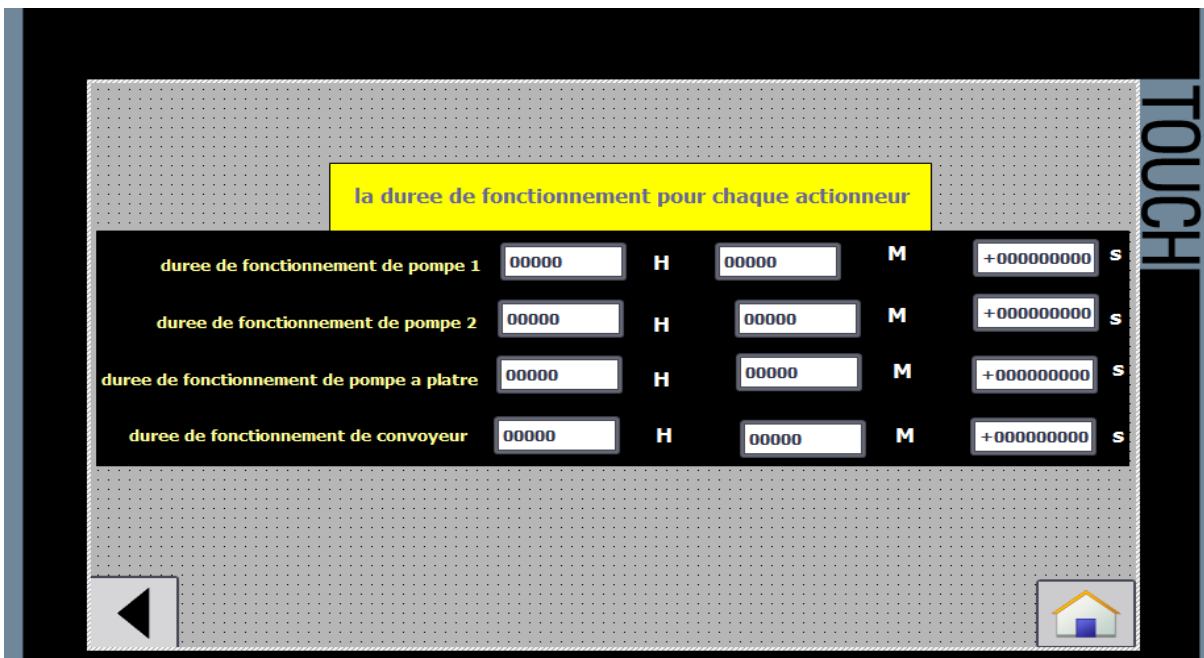 la duree de fonctionnement pour chaque actionneur
duree de fonctionnement de pompe 1 00000 H 00000 M +000000000 s
duree de fonctionnement de pompe 2 00000 H 00000 M +000000000 s
duree de fonctionnement de pompe a platre 00000 H 00000 M +000000000 s
duree de fonctionnement de convoyeur 00000 H 00000 M +000000000 s
TOUCH